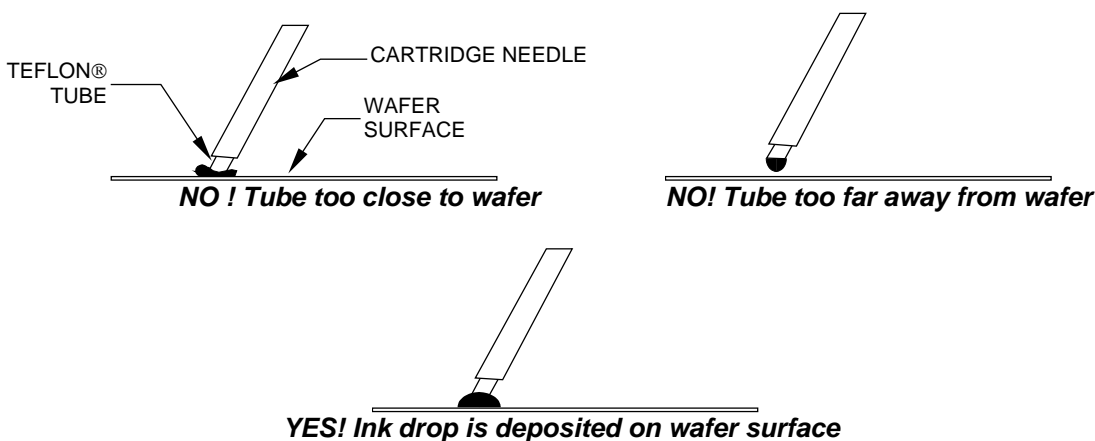 TEFLON®
TUBE
CARTRIDGE NEEDLE
WAFER
SURFACE
NO ! Tube too close to wafer
NO! Tube too far away from wafer
YES! Ink drop is deposited on wafer surface